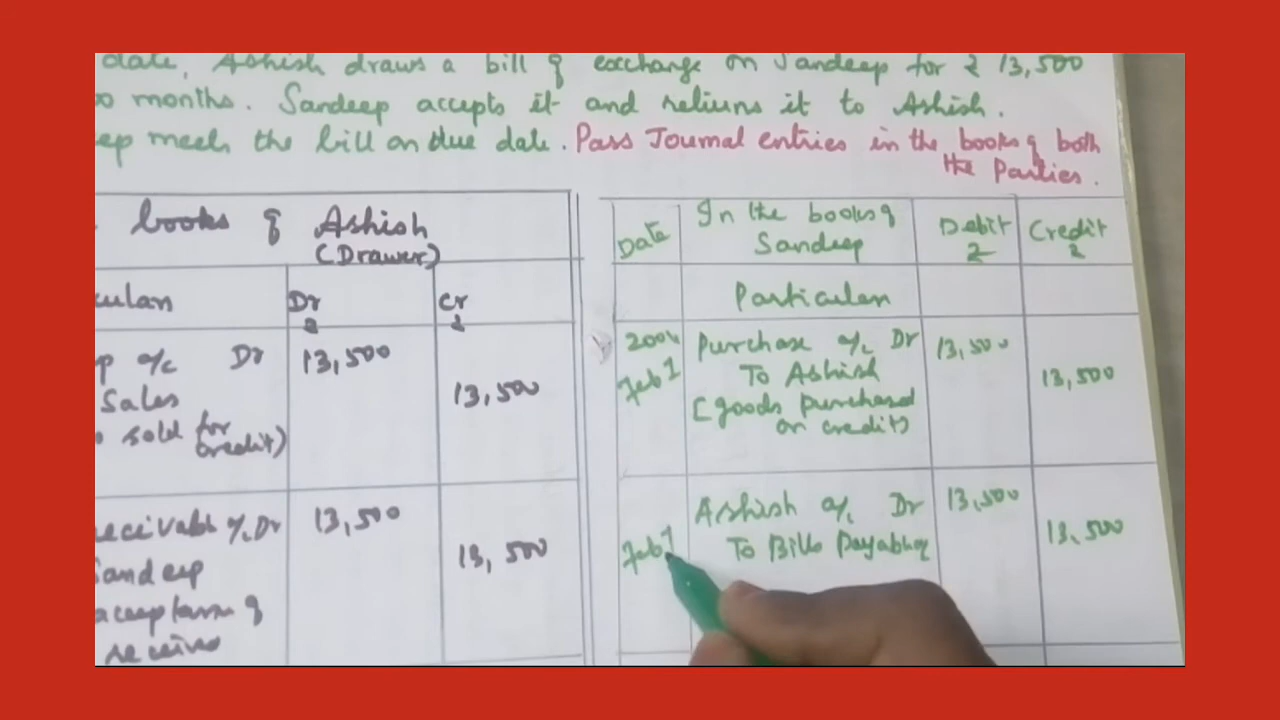 date, Ashish draws a bill of exchange on Sandeep for ₹ 13,500
months. Sandeep accepts it and returns it to Ashish.
ep meets the bill on due date. Pass Journal entries in the books of both
the Parties.
books of Ashish
(Drawer)
culars
Dr
₹
Cr
₹
p a/c Dr
13,500
Sales
13,500
sold for
credit)
eceivable a/c Dr
13,500
Sandeep
13,500
acceptance of
received
Date
In the books of
Sandeep
Debit
₹
Credit
₹
Particulars
Feb 1
Purchase a/c Dr
13,500
To Ashish
13,500
(goods purchased
on credit)
Feb 1
Ashish a/c Dr
13,500
To Bills Payable
13,500